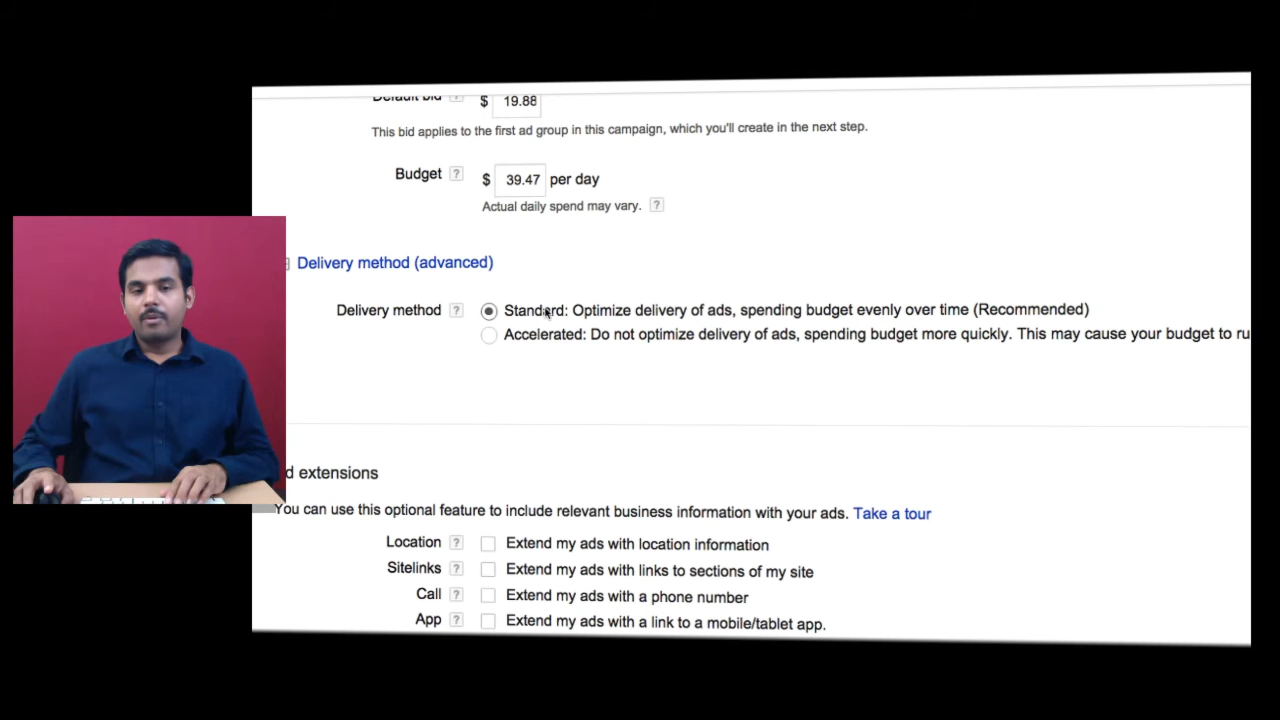 Default bid ? $ 19.88
This bid applies to the first ad group in this campaign, which you'll create in the next step.
Budget ? $ 39.47 per day
Actual daily spend may vary. ?
Delivery method (advanced)
Delivery method ? Standard: Optimize delivery of ads, spending budget evenly over time (Recommended)
Accelerated: Do not optimize delivery of ads, spending budget more quickly. This may cause your budget to ru
d extensions
You can use this optional feature to include relevant business information with your ads. Take a tour
Location ? Extend my ads with location information
Sitelinks ? Extend my ads with links to sections of my site
Call ? Extend my ads with a phone number
App ? Extend my ads with a link to a mobile/tablet app.